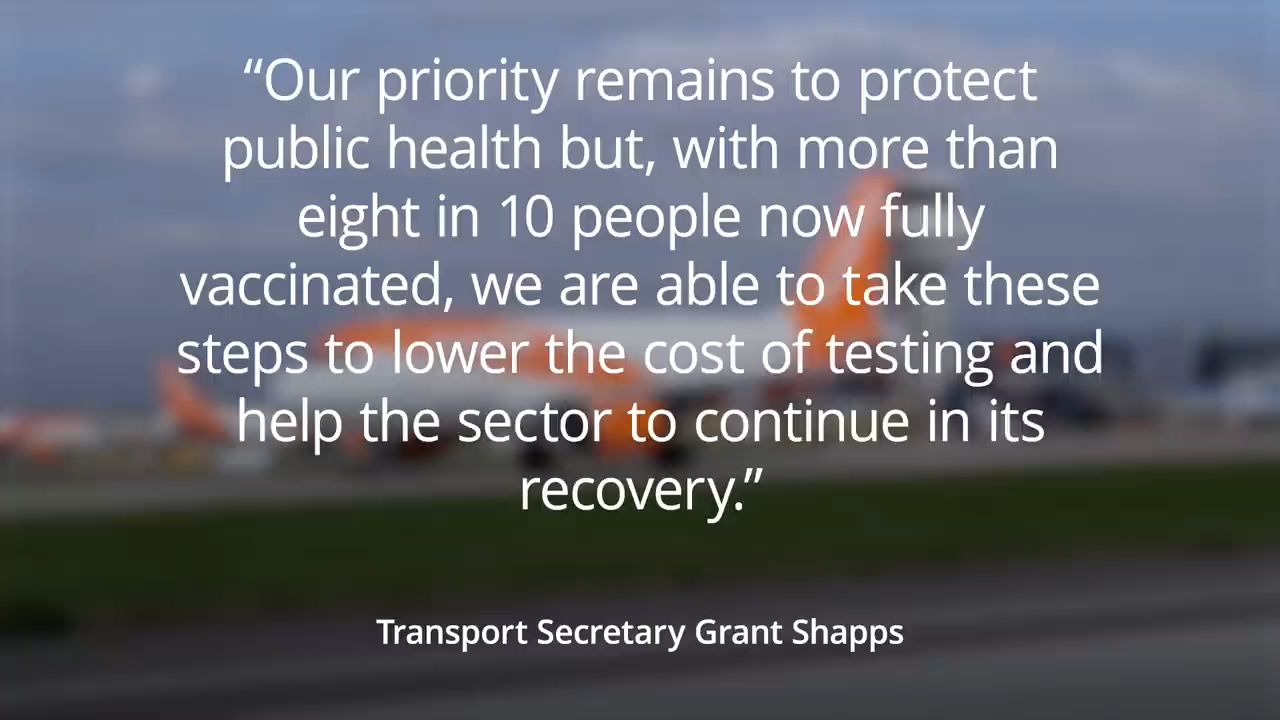 “Our priority remains to protect
public health but, with more than
eight in 10 people now fully
vaccinated, we are able to take these
steps to lower the cost of testing and
help the sector to continue in its
recovery.”
Transport Secretary Grant Shapps